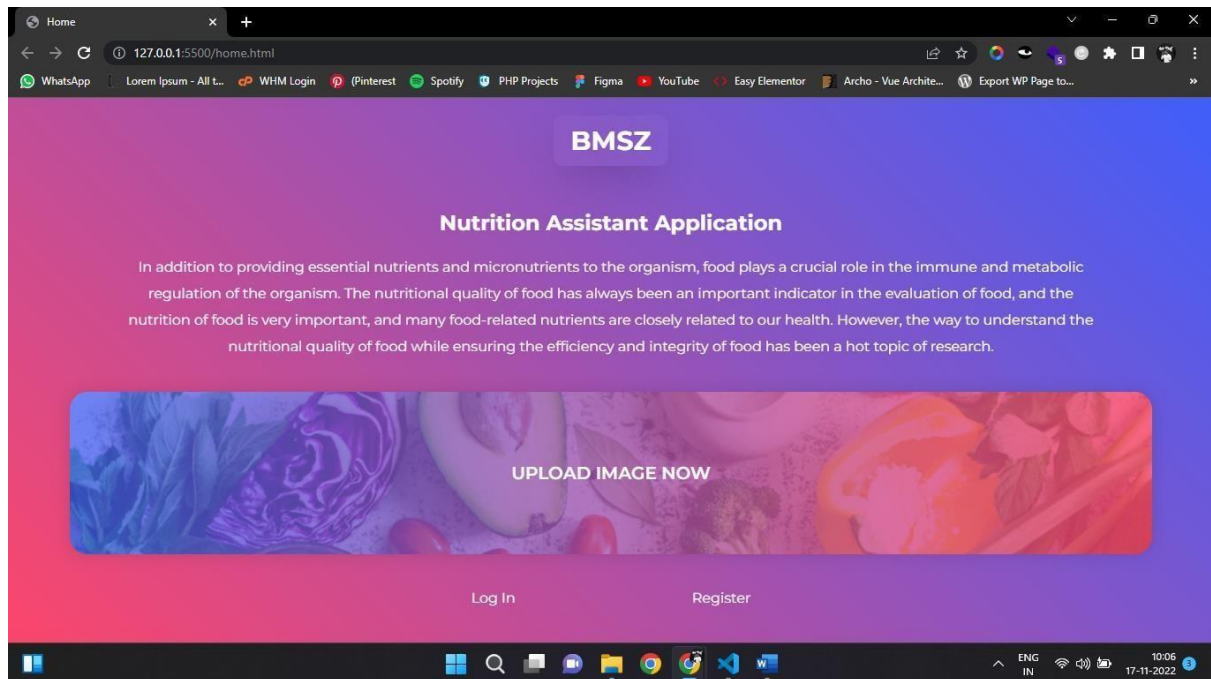 Home
127.0.0.1:5500/home.html
5
WhatsApp Lorem Ipsum - All t... WHM Login (Pinterest Spotify PHP Projects Figma YouTube Easy Elementor Archo - Vue Archite... Export WP Page to... »
BMSZ
Nutrition Assistant Application
In addition to providing essential nutrients and micronutrients to the organism, food plays a crucial role in the immune and metabolic
regulation of the organism. The nutritional quality of food has always been an important indicator in the evaluation of food, and the
nutrition of food is very important, and many food-related nutrients are closely related to our health. However, the way to understand the
nutritional quality of food while ensuring the efficiency and integrity of food has been a hot topic of research.
UPLOAD IMAGE NOW
Log In Register
ENG 10:06
IN 17-11-2022 3